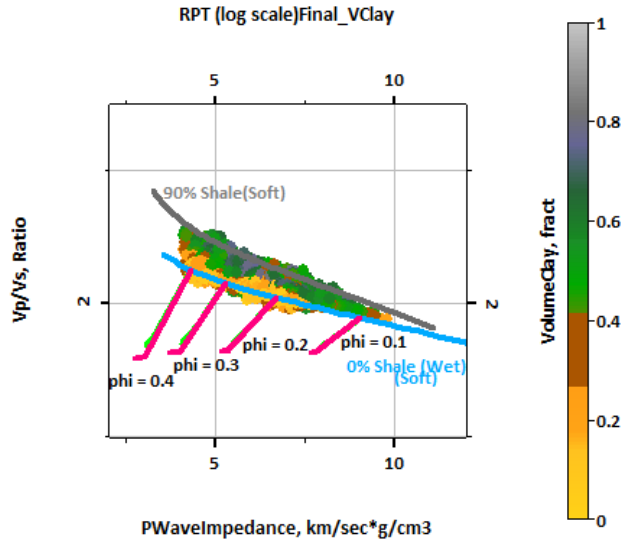 RPT (log scale)Final_VClay
5 10
1
0.8
0.6
0.4
0.2
0
VolumeClay, fract
Vp/Vs, Ratio
2 2
90% Shale(Soft)
phi = 0.4
phi = 0.3
phi = 0.2
phi = 0.1
0% Shale (Wet)
(Soft)
5 10
PWaveImpedance, km/sec*g/cm3